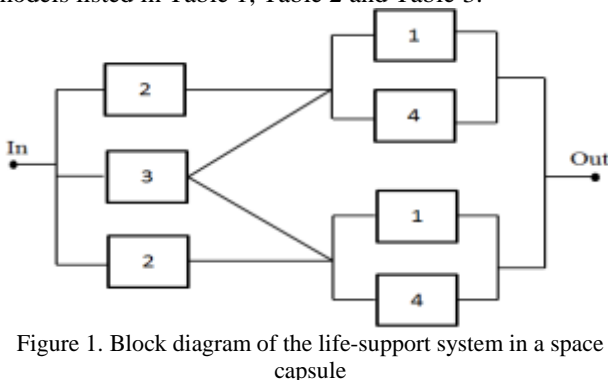 models listed in Table 1, Table 2 and Table 3.
1
2
4
In
3
Out
1
2
4
Figure 1. Block diagram of the life-support system in a space
capsule